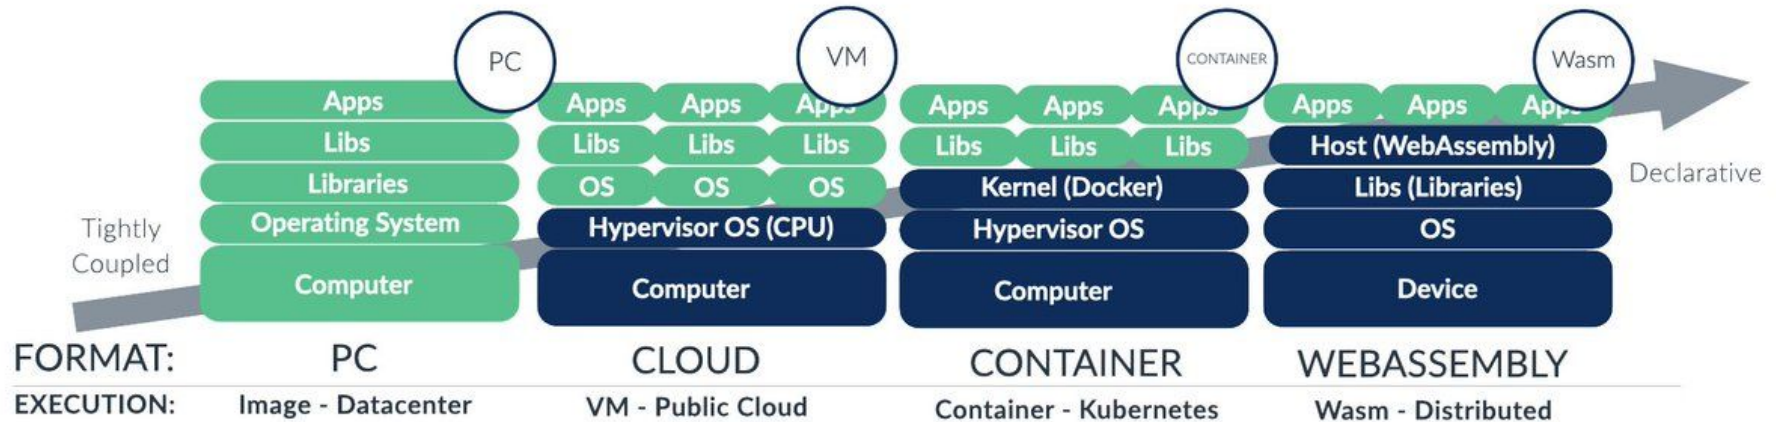 PC
VM
CONTAINER
Wasm
Apps
Apps Apps Apps
Apps Apps Apps
Apps Apps Apps
Libs
Libs Libs Libs
Libs Libs Libs
Host (WebAssembly)
Libraries
OS OS OS
Kernel (Docker)
Libs (Libraries)
Declarative
Tightly
Coupled
Operating System
Hypervisor OS (CPU)
Hypervisor OS
OS
Computer
Computer
Computer
Device
FORMAT: PC CLOUD CONTAINER WEBASSEMBLY
EXECUTION: Image - Datacenter VM - Public Cloud Container - Kubernetes Wasm - Distributed